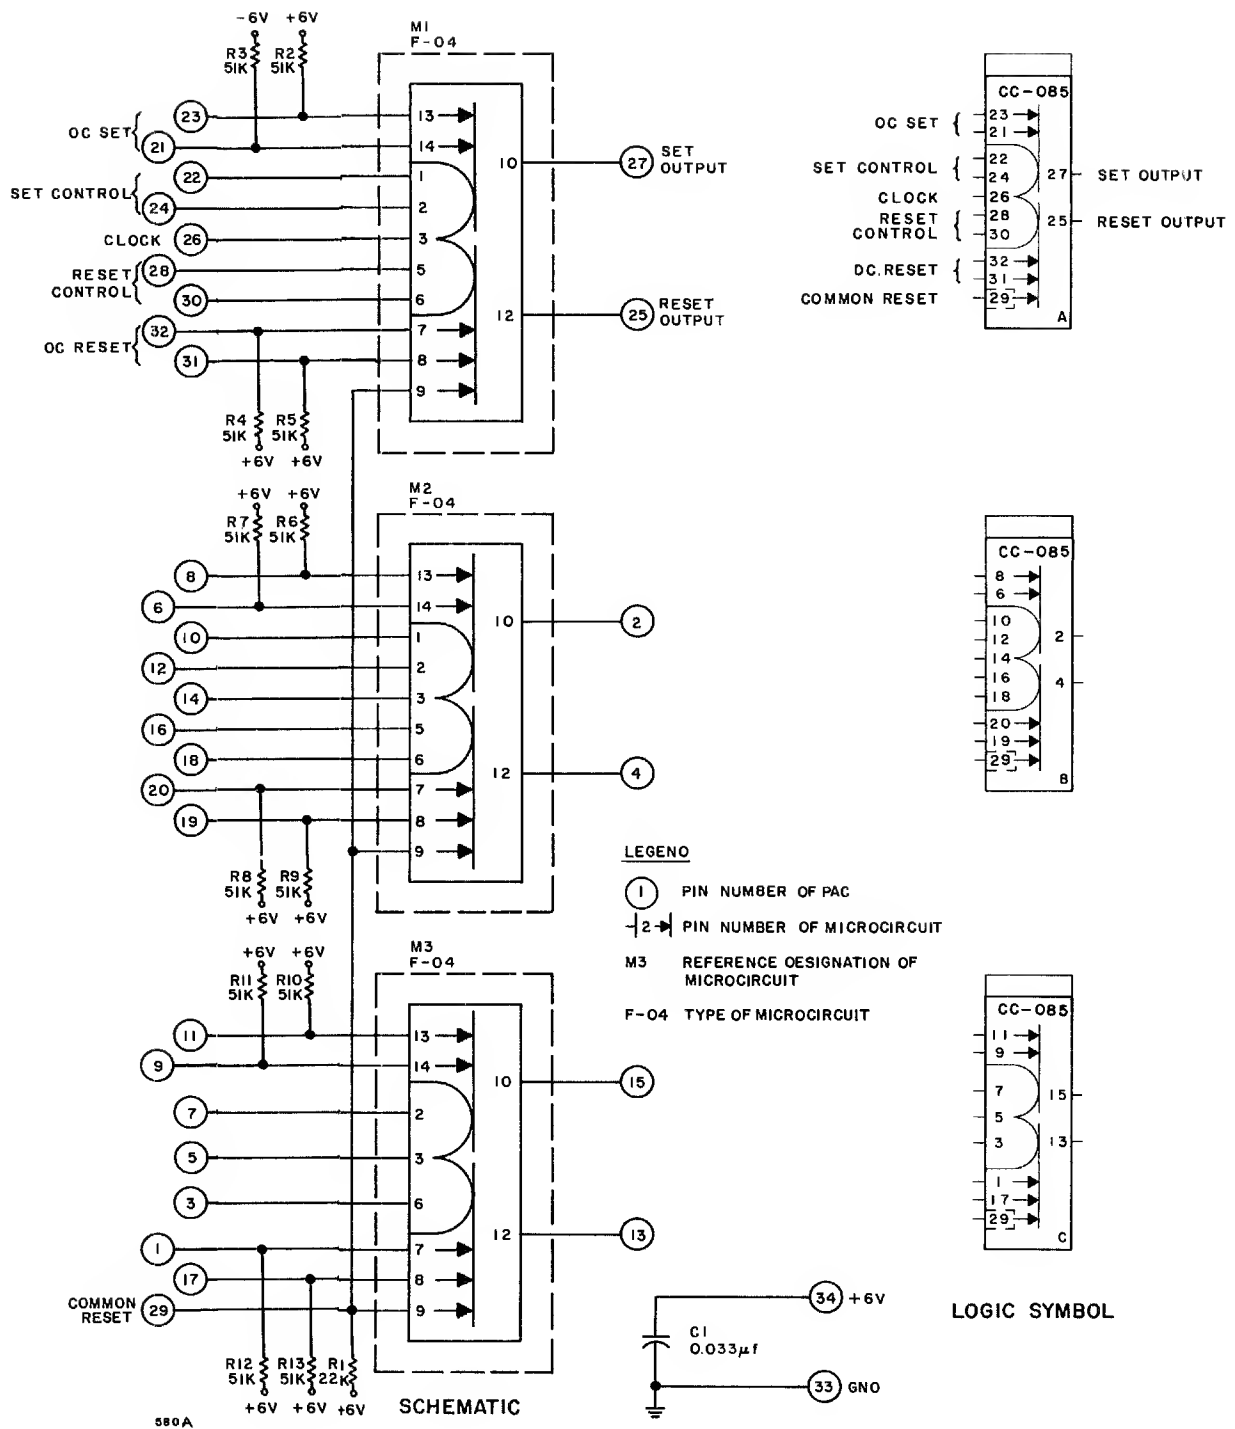 -6V +6V
R3 51K R2 51K
M1
F-04
23
OC SET
21
22
SET CONTROL
24
CLOCK 26
28
RESET
CONTROL
30
32
OC RESET
31
13
14
1
2
3
5
6
7
8
9
10
12
27 SET
OUTPUT
25 RESET
OUTPUT
R4 51K R5 51K
+6V +6V
CC-085
OC SET
23
21
SET CONTROL
22
24
CLOCK
26
RESET
CONTROL
28
30
DC.RESET
32
31
COMMON RESET
29
27 SET OUTPUT
25 RESET OUTPUT
A
+6V +6V
R7 51K R6 51K
M2
F-04
8
6
10
12
14
16
18
20
19
13
14
1
2
3
5
6
7
8
9
10
12
2
4
R8 51K R9 51K
+6V +6V
CC-085
8
6
10
12
14
16
18
20
19
29
2
4
B
LEGENO
1 PIN NUMBER OF PAC
2 PIN NUMBER OF MICROCIRCUIT
M3 REFERENCE OESIGNATION OF
MICROCIRCUIT
F-04 TYPE OF MICROCIRCUIT
+6V +6V
R11 51K R10 51K
M3
F-04
11
9
7
5
3
1
17
COMMON
RESET 29
13
14
2
3
6
7
8
9
10
12
15
13
R12 51K R13 51K R1 22K
+6V +6V +6V
SCHEMATIC
580A
CC-085
11
9
7
5
3
1
17
29
15
13
C
34 +6V
C1
0.033µf
33 GNO
LOGIC SYMBOL